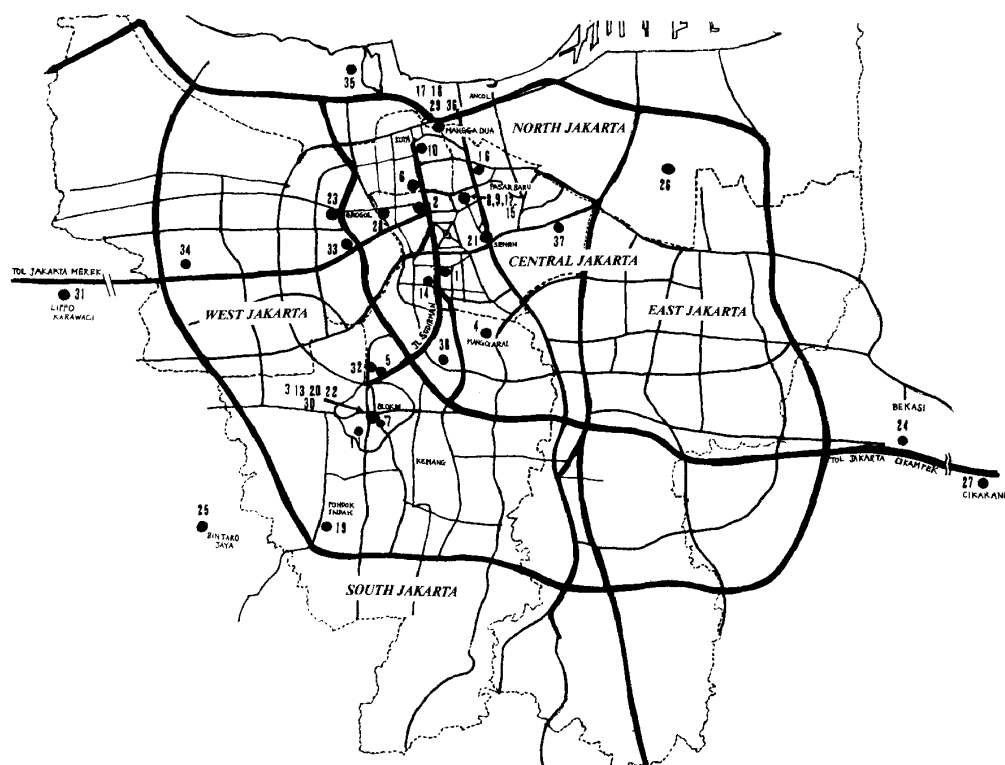 35
17 18
29 36
ANCOL
MANGGA DUA
NORTH JAKARTA
KOTA
10
16
26
6
PASAR BARU
8,9,12,
15
23
GROGOL
28
2
21
SENEN
37
33
34
CENTRAL JAKARTA
TOL JAKARTA MEREK
31
LIPPO
KARAWACI
1
14
WEST JAKARTA
EAST JAKARTA
Jl. SUDIRMAN
4
MANGGARAI
38
32
5
3 13 20 22
30
BLOK M
7
BEKASI
24
KEMANG
TOL JAKARTA CIKAMPEK
27
CIKARANG
25
BINTARO
JAYA
PONDOK
INDAH
19
SOUTH JAKARTA